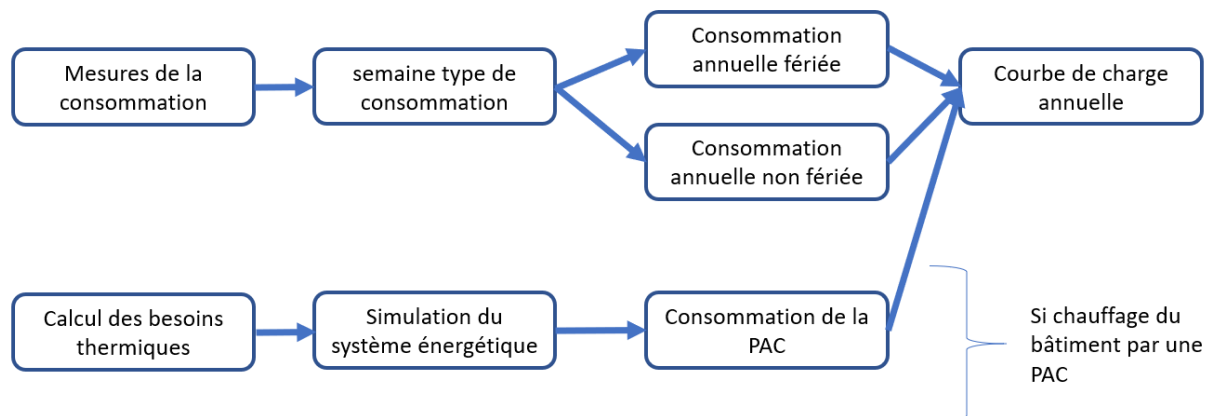 Mesures de la
consommation
semaine type de
consommation
Consommation
annuelle fériée
Consommation
annuelle non fériée
Courbe de charge
annuelle
Calcul des besoins
thermiques
Simulation du
système énergétique
Consommation de la
PAC
Si chauffage du
bâtiment par une
PAC